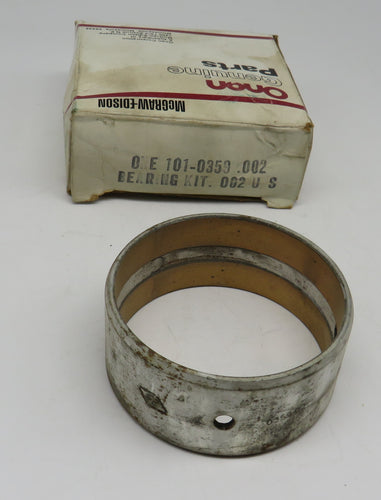 McGRAW-EDISON
Onan
Genuine
Parts
ONE 101-0350 .002
BEARING KIT. 002 U S